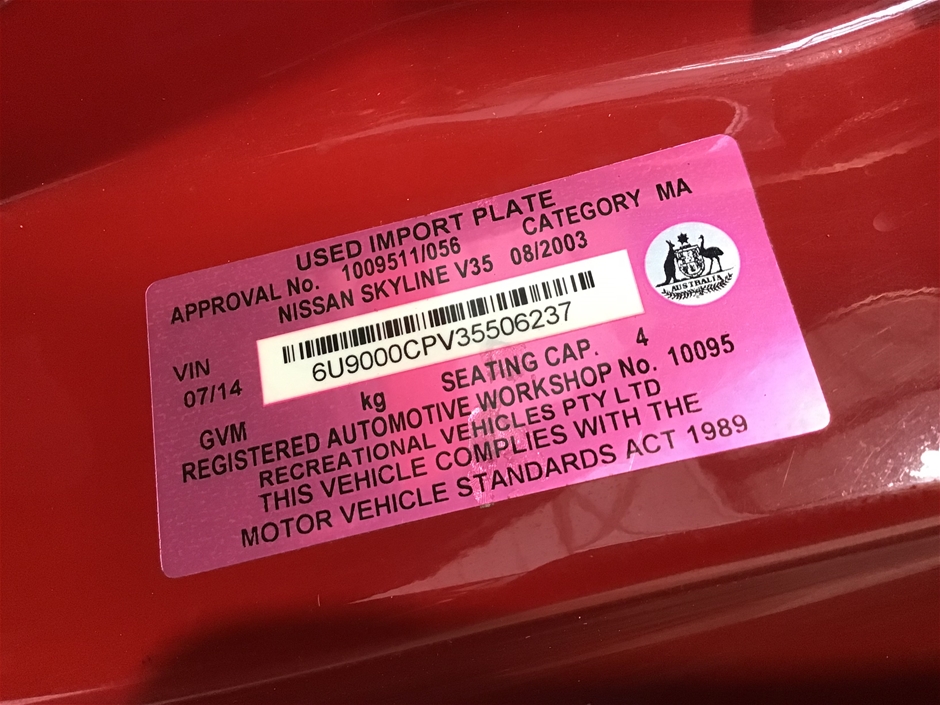 USED IMPORT PLATE
APPROVAL No. 1009511/056 CATEGORY MA
NISSAN SKYLINE V35 08/2003
VIN 6U9000CPV35506237
07/14
GVM kg SEATING CAP. 4
REGISTERED AUTOMOTIVE WORKSHOP No. 10095
RECREATIONAL VEHICLES PTY LTD
THIS VEHICLE COMPLIES WITH THE
MOTOR VEHICLE STANDARDS ACT 1989
AUSTRALIA